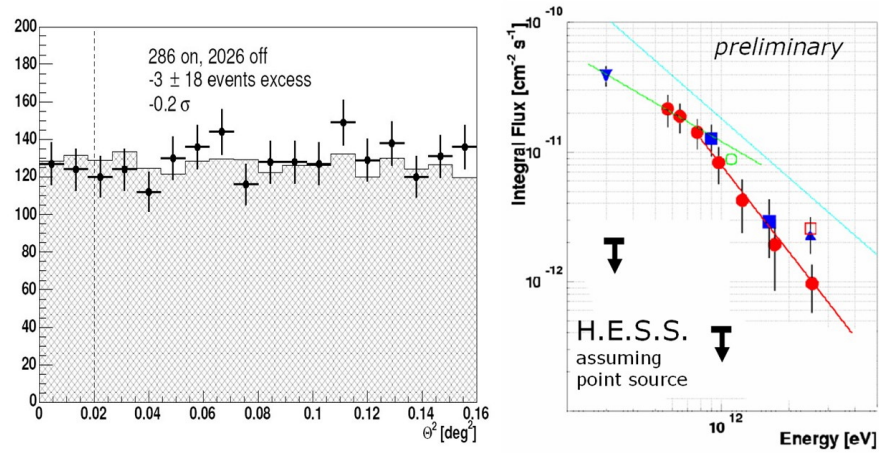 200
180
160
140
120
100
80
60
40
20
0
286 on, 2026 off
-3 ± 18 events excess
-0.2 σ
0 0.02 0.04 0.06 0.08 0.1 0.12 0.14 0.16
Θ² [deg²]
preliminary
Integral Flux [cm⁻² s⁻¹]
10⁻¹⁰
10⁻¹¹
10⁻¹²
H.E.S.S.
assuming
point source
10¹²
Energy [eV]